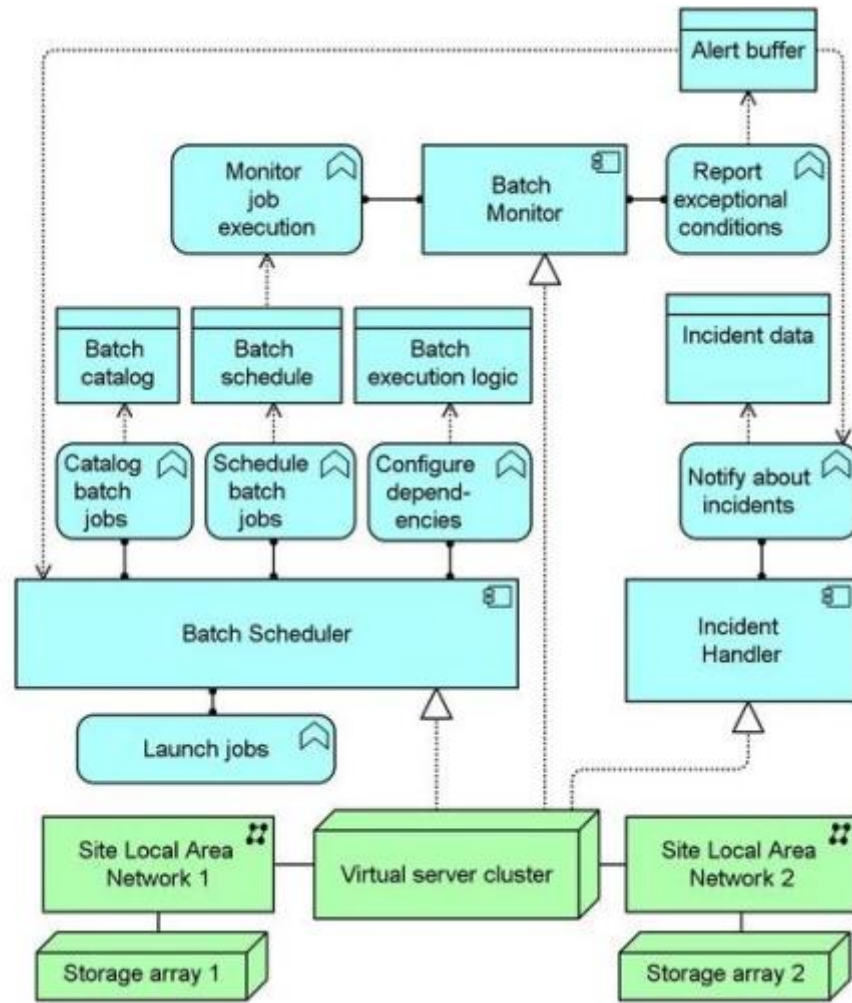 Alert buffer
Monitor
job
execution
Batch
Monitor
Report
exceptional
conditions
Batch
catalog
Batch
schedule
Batch
execution logic
Incident data
Catalog
batch
jobs
Schedule
batch
jobs
Configure
depend-
encies
Notify about
incidents
Batch Scheduler
Incident
Handler
Launch jobs
Site Local Area
Network 1
Virtual server cluster
Site Local Area
Network 2
Storage array 1
Storage array 2